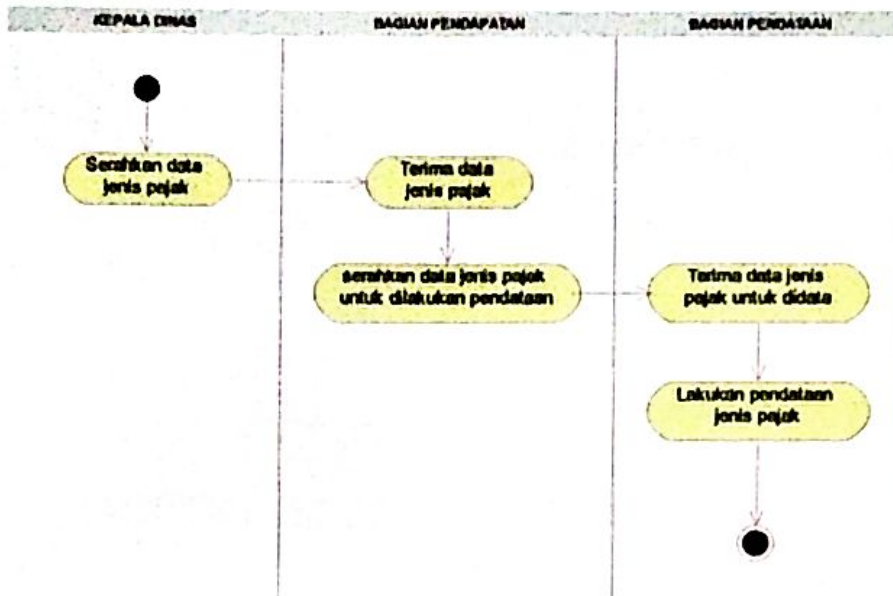 KEPALA DINAS
BAGIAN PENDAPATAN
BAGIAN PENDATAAN
Serahkan data
jenis pajak
Terima data
jenis pajak
serahkan data jenis pajak
untuk dilakukan pendataan
Terima data jenis
pajak untuk didata
Lakukan pendataan
jenis pajak